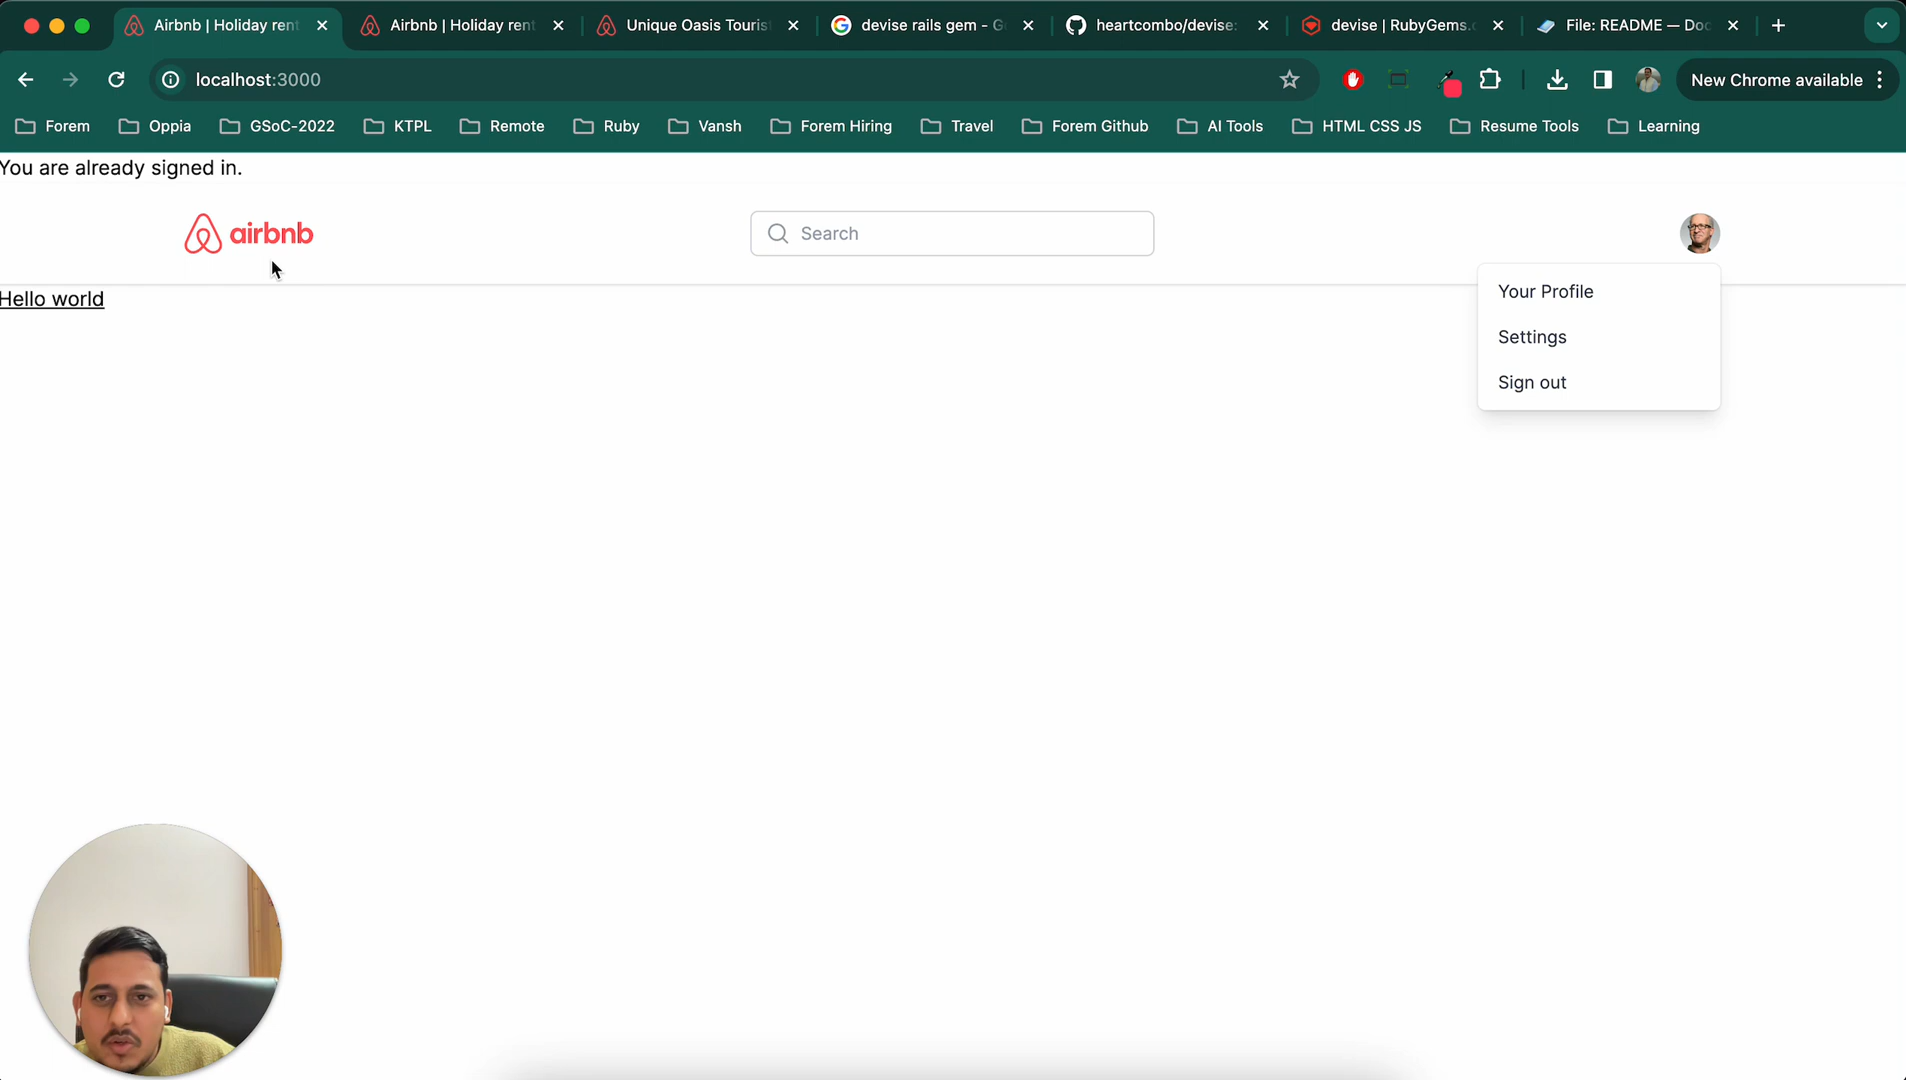 Airbnb | Holiday rent
Airbnb | Holiday rent
Unique Oasis Tourist
devise rails gem - G
heartcombo/devise:
devise | RubyGems.
File: README — Doc
localhost:3000
New Chrome available
Forem
Oppia
GSoC-2022
KTPL
Remote
Ruby
Vansh
Forem Hiring
Travel
Forem Github
AI Tools
HTML CSS JS
Resume Tools
Learning
You are already signed in.
airbnb
Search
Hello world
Your Profile
Settings
Sign out